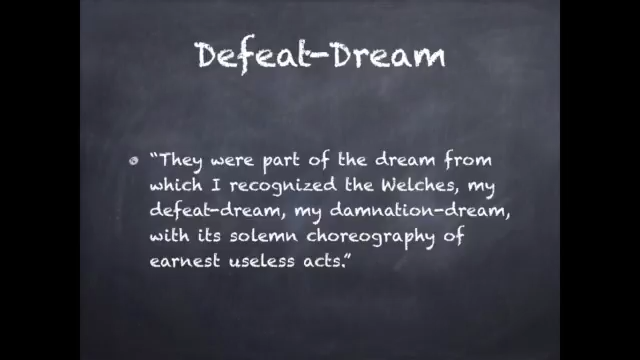 Defeat-Dream
"They were part of the dream from
which I recognized the Welches, my
defeat-dream, my damnation-dream,
with its solemn choreography of
earnest useless acts."